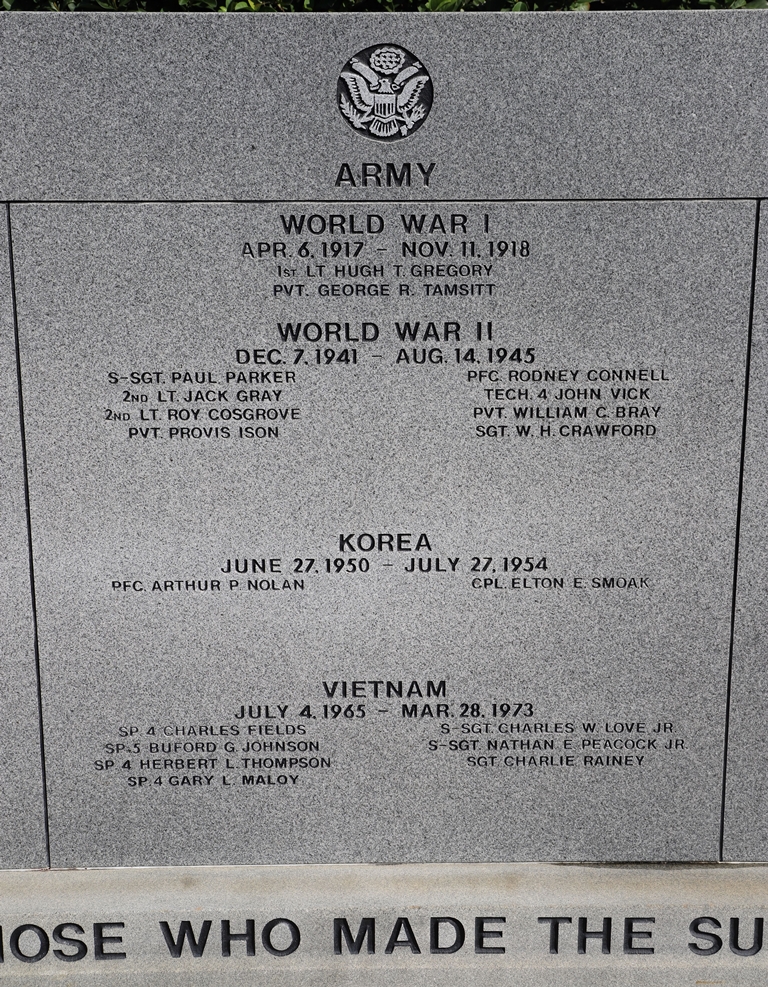 ARMY
WORLD WAR I
APR. 6, 1917 - NOV. 11, 1918
1ST LT HUGH T. GREGORY
PVT. GEORGE R. TAMSITT
WORLD WAR II
DEC. 7, 1941 - AUG. 14, 1945
S-SGT. PAUL PARKER
2ND LT. JACK GRAY
2ND LT. ROY COSGROVE
PVT. PROVIS ISON
PFC. RODNEY CONNELL
TECH. 4 JOHN VICK
PVT. WILLIAM C. BRAY
SGT. W. H. CRAWFORD
KOREA
JUNE 27, 1950 - JULY 27, 1954
PFC. ARTHUR P. NOLAN
CPL. ELTON E. SMOAK
VIETNAM
JULY 4, 1965 - MAR. 28, 1973
SP. 4 CHARLES FIELDS
SP.5 BUFORD G. JOHNSON
SP. 4 HERBERT L. THOMPSON
SP.4 GARY L. MALOY
S-SGT. CHARLES W. LOVE JR.
S-SGT. NATHAN E. PEACOCK JR.
SGT. CHARLIE RAINEY
HOSE WHO MADE THE SU